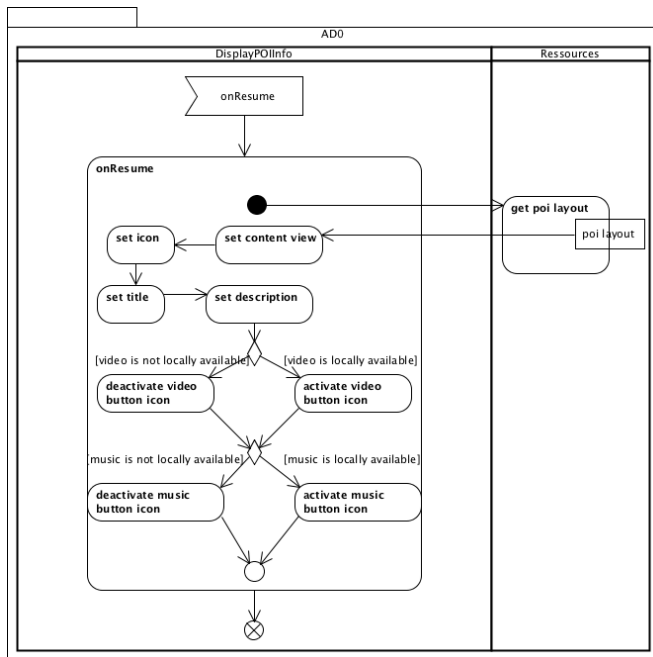 AD0
DisplayPOIInfo
Ressources
onResume
onResume
get poi layout
poi layout
set icon
set content view
set title
set description
[video is not locally available]
[video is locally available]
deactivate video
button icon
activate video
button icon
[music is not locally available]
[music is locally available]
deactivate music
button icon
activate music
button icon